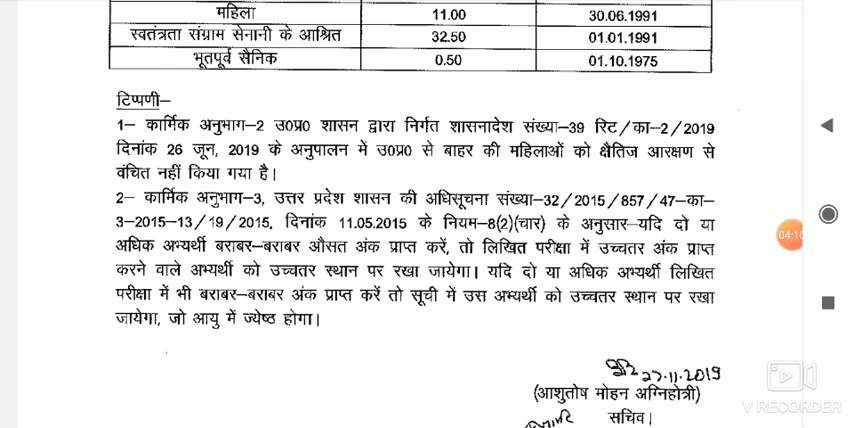 महिला 11.00 30.06.1991
स्वतंत्रता संग्राम सेनानी के आश्रित 32.50 01.01.1991
भूतपूर्व सैनिक 0.50 01.10.1975
टिप्पणी–
1– कार्मिक अनुभाग–2 उ0प्र0 शासन द्वारा निर्गत शासनादेश संख्या–39 रिट/का–2/2019
दिनांक 26 जून, 2019 के अनुपालन में उ0प्र0 से बाहर की महिलाओं को क्षैतिज आरक्षण से
वंचित नहीं किया गया है।
2– कार्मिक अनुभाग–3, उत्तर प्रदेश शासन की अधिसूचना संख्या–32/2015/857/47–का–
3–2015–13/19/2015, दिनांक 11.05.2015 के नियम–8(2)(चार) के अनुसार–यदि दो या
अधिक अभ्यर्थी बराबर–बराबर औसत अंक प्राप्त करें, तो लिखित परीक्षा में उच्चतर अंक प्राप्त
करने वाले अभ्यर्थी को उच्चतर स्थान पर रखा जायेगा। यदि दो या अधिक अभ्यर्थी लिखित
परीक्षा में भी बराबर–बराबर अंक प्राप्त करें तो सूची में उस अभ्यर्थी को उच्चतर स्थान पर रखा
जायेगा, जो आयु में ज्येष्ठ होगा।
04:10
27.11.2019
(आशुतोष मोहन अग्निहोत्री)
सचिव।
V RECORDER